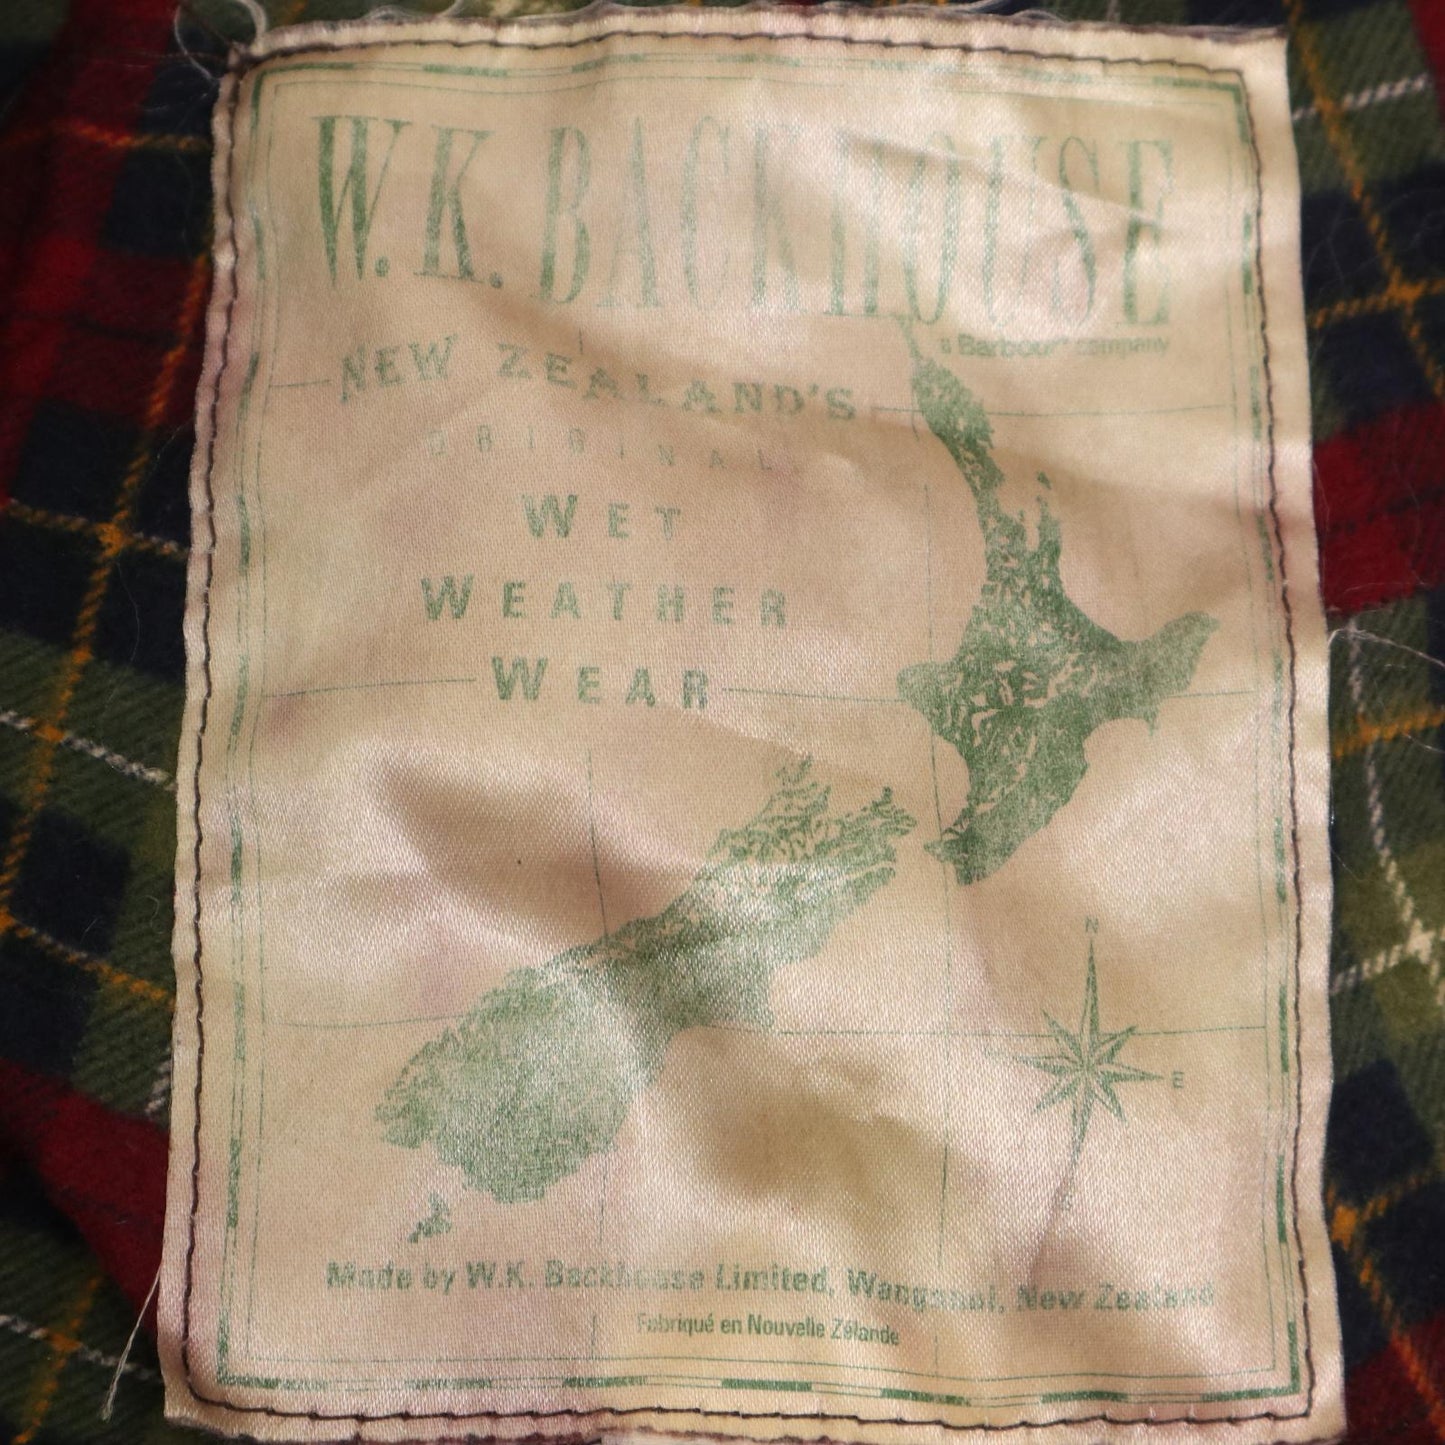 W.K. BACKHOUSE
a Barbour company
NEW ZEALAND'S
ORIGINAL
WET
WEATHER
WEAR
N
E
S
Made by W.K. Backhouse Limited, Wanganui, New Zealand
Fabriqué en Nouvelle Zélande